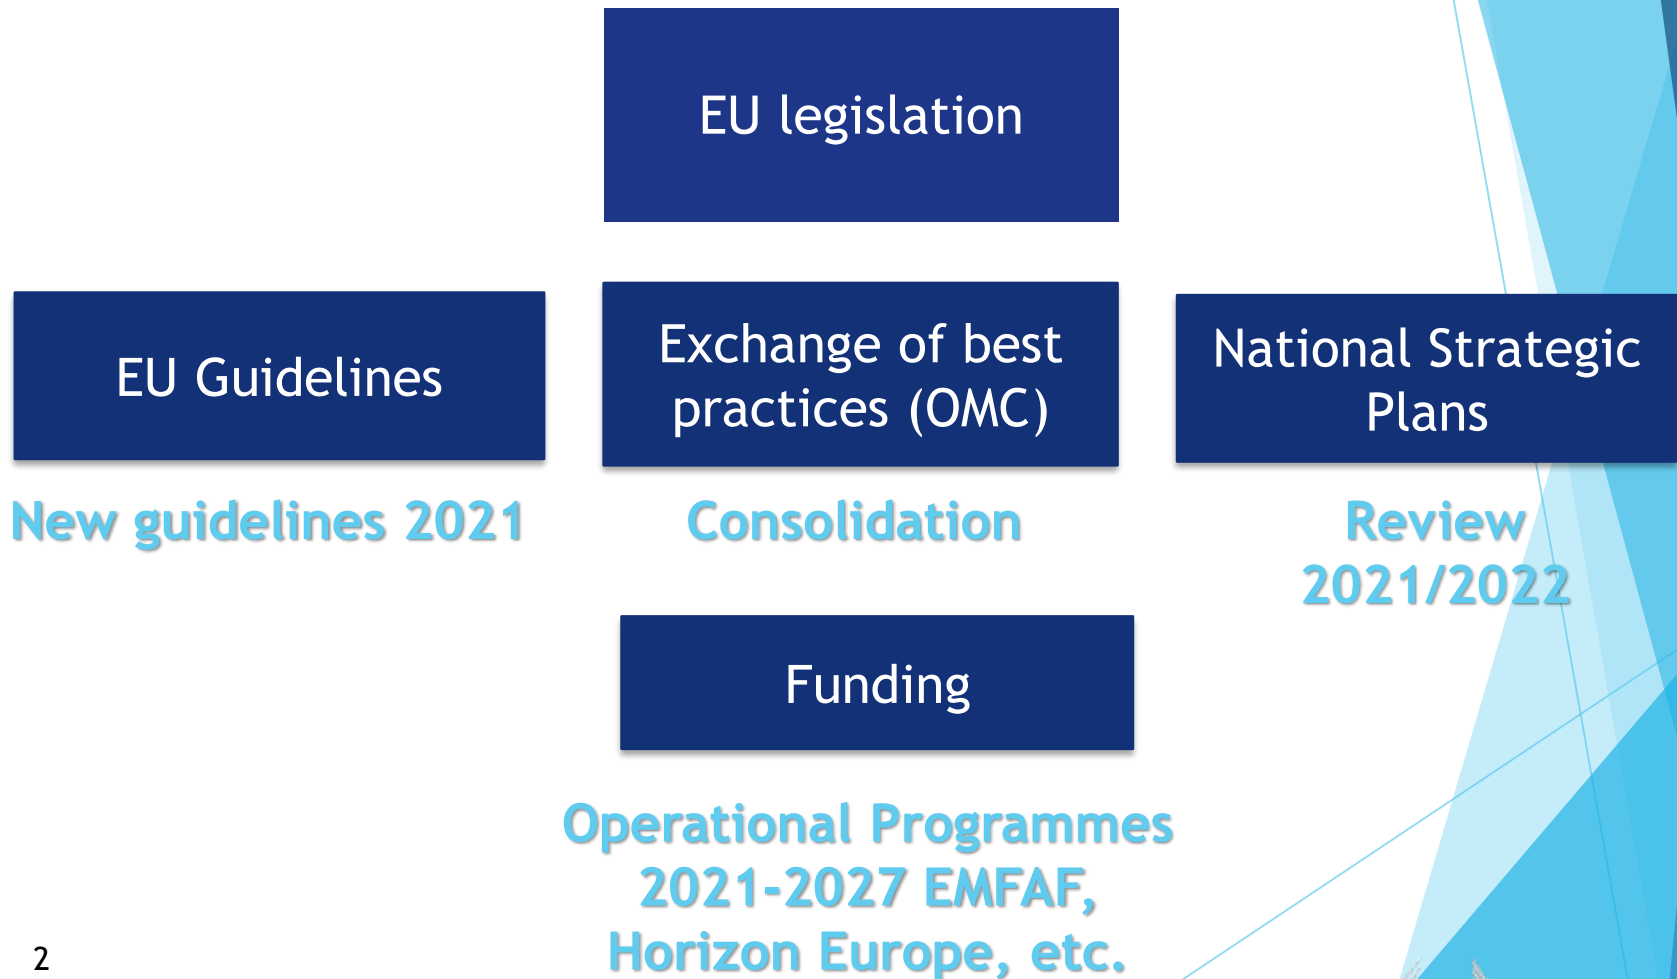 EU legislation
EU Guidelines
Exchange of best
practices (OMC)
National Strategic
Plans
New guidelines 2021
Consolidation
Review
2021/2022
Funding
Operational Programmes
2021-2027 EMFAF,
Horizon Europe, etc.
2